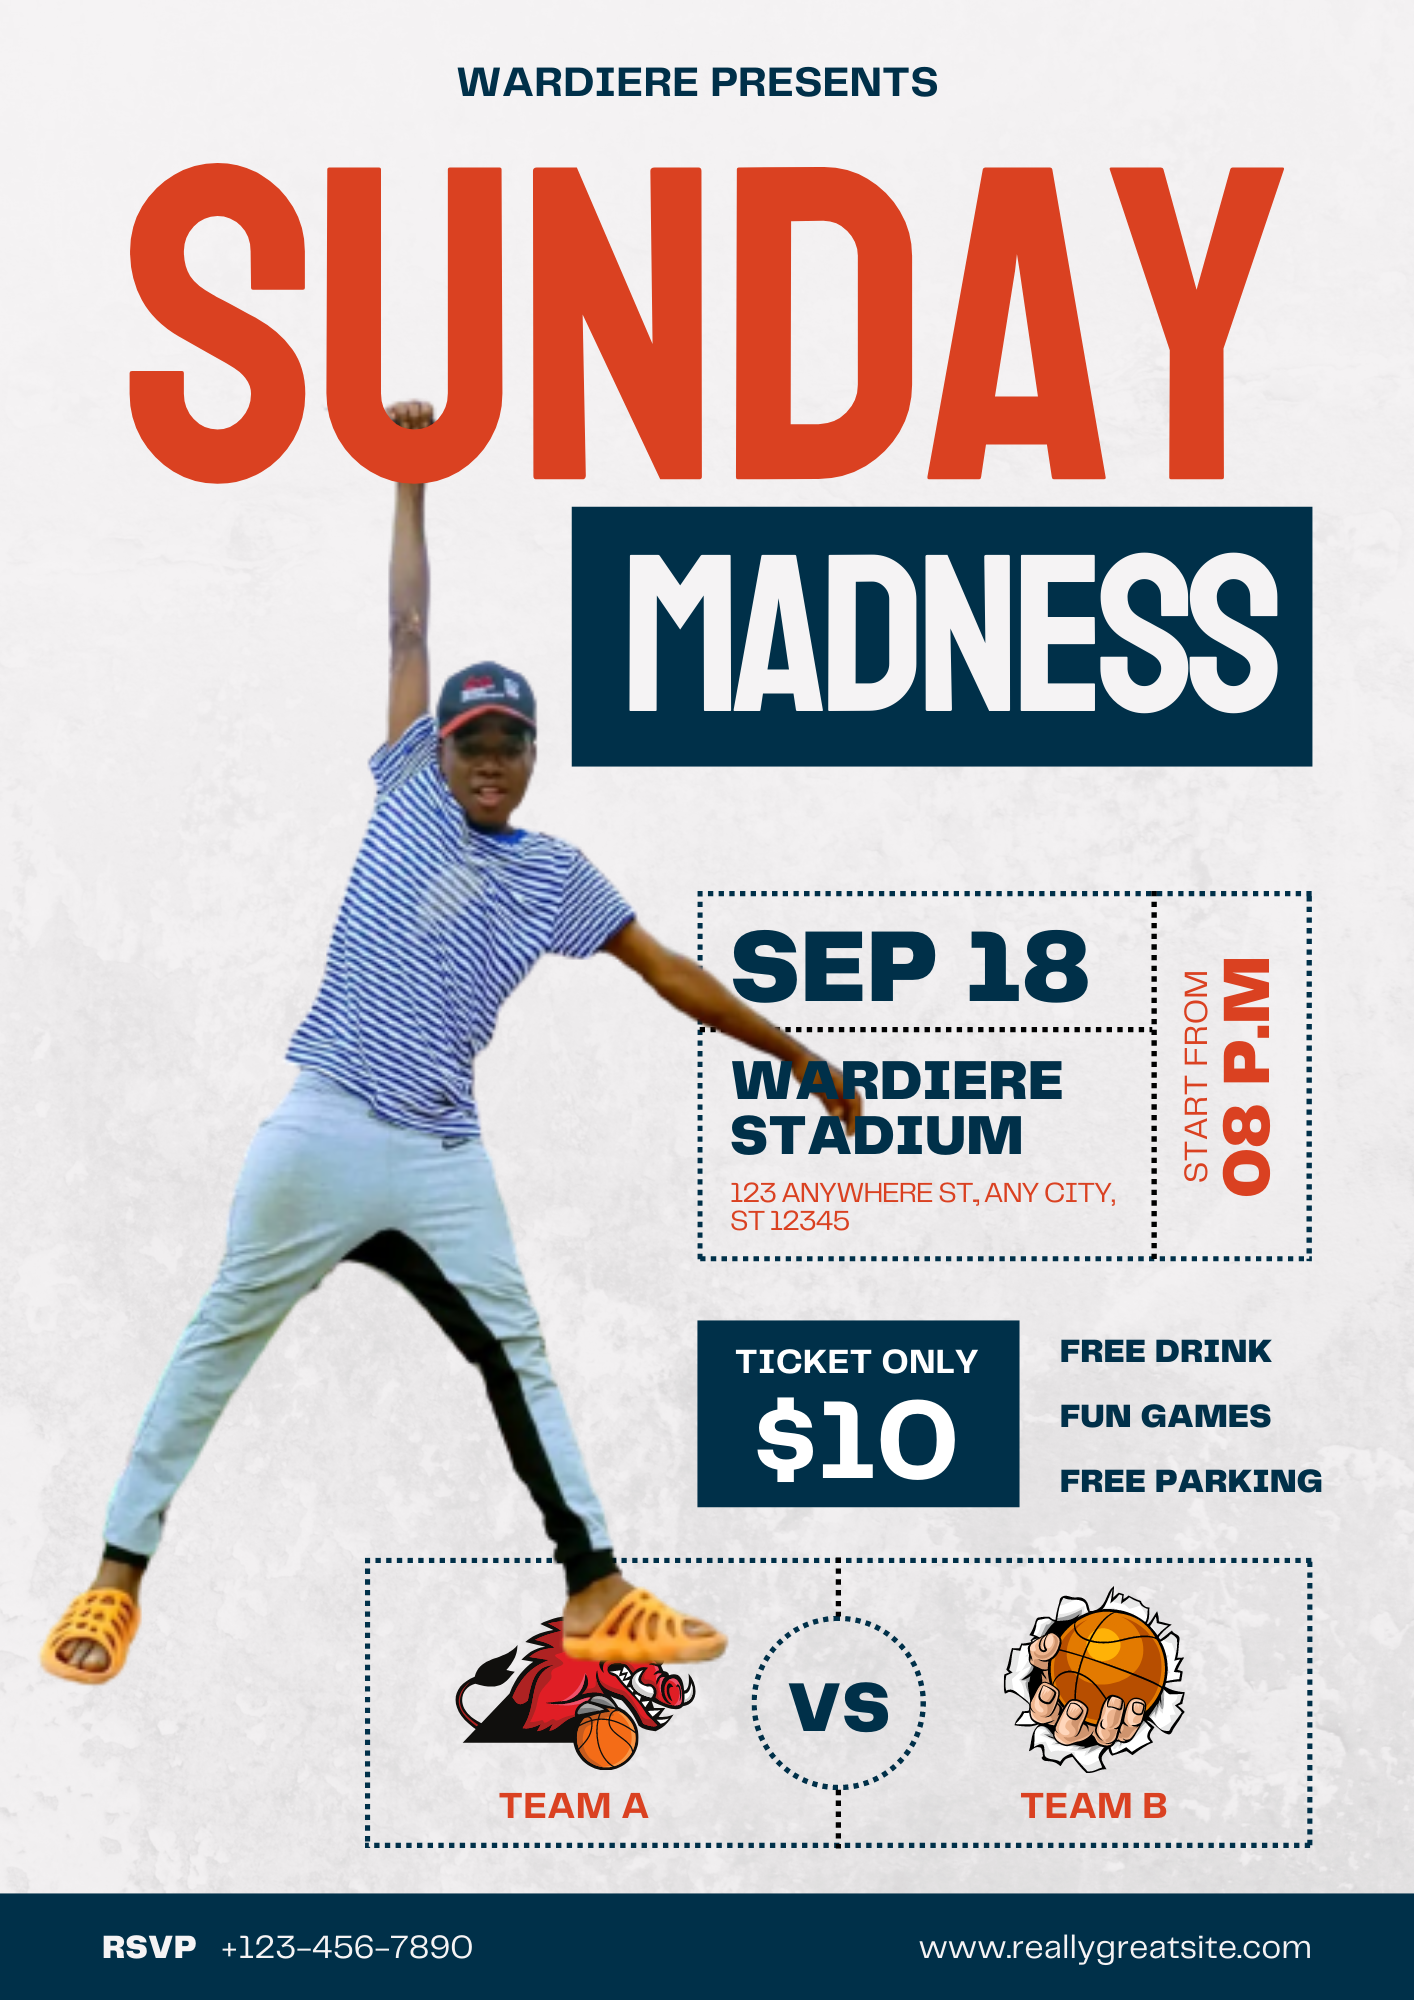 WARDIERE PRESENTS
SUNDAY
MADNESS
SEP 18
WARDIERE
STADIUM
123 ANYWHERE ST., ANY CITY,
ST 12345
START FROM
08 P.M
TICKET ONLY
$10
FREE DRINK
FUN GAMES
FREE PARKING
VS
TEAM A
TEAM B
RSVP +123-456-7890
www.reallygreatsite.com